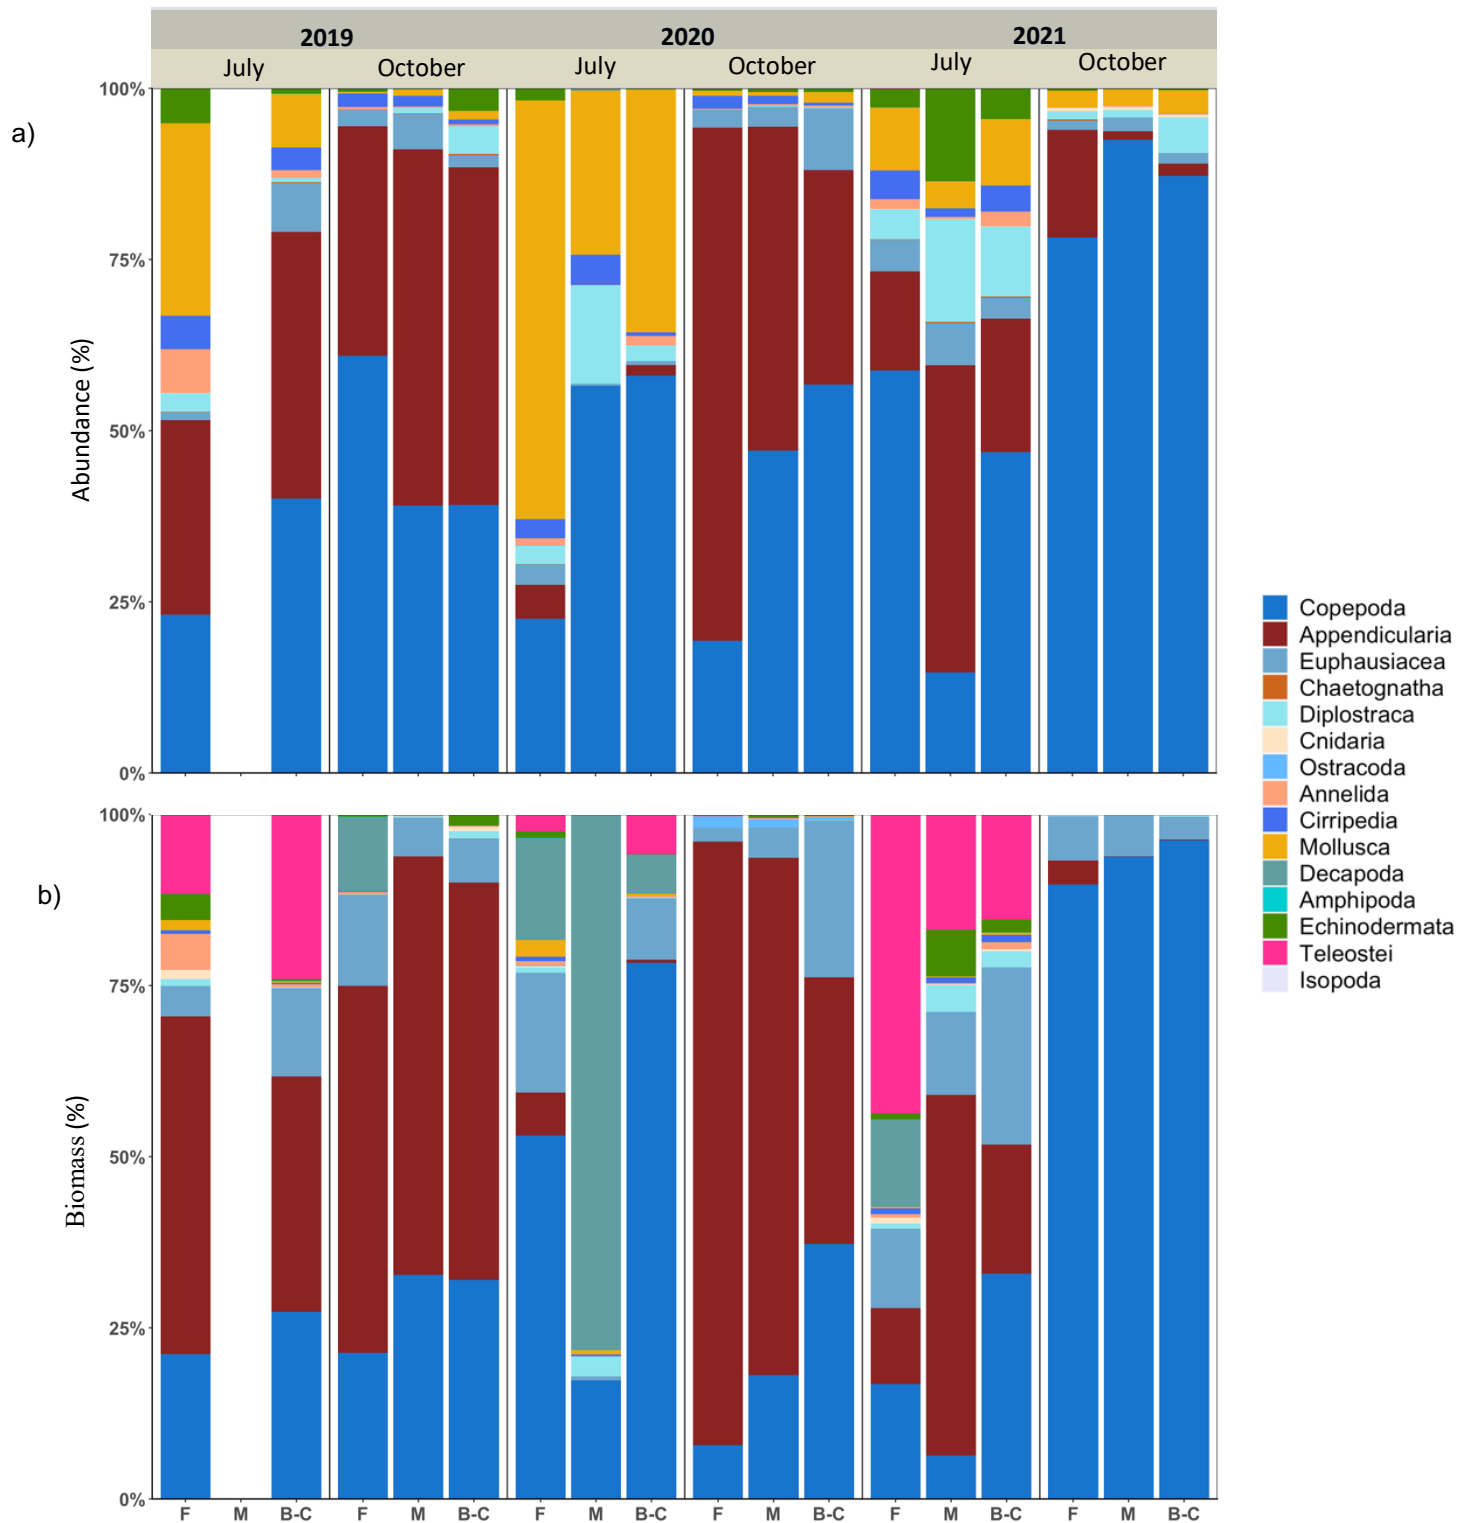 2019 2020 2021
July October July October July October
a)
100%
75%
50%
25%
0%
Abundance (%)
b)
100%
75%
50%
25%
0%
Biomass (%)
F M B-C F M B-C F M B-C F M B-C F M B-C F M B-C
Copepoda
Appendicularia
Euphausiacea
Chaetognatha
Diplostraca
Cnidaria
Ostracoda
Annelida
Cirripedia
Mollusca
Decapoda
Amphipoda
Echinodermata
Teleostei
Isopoda